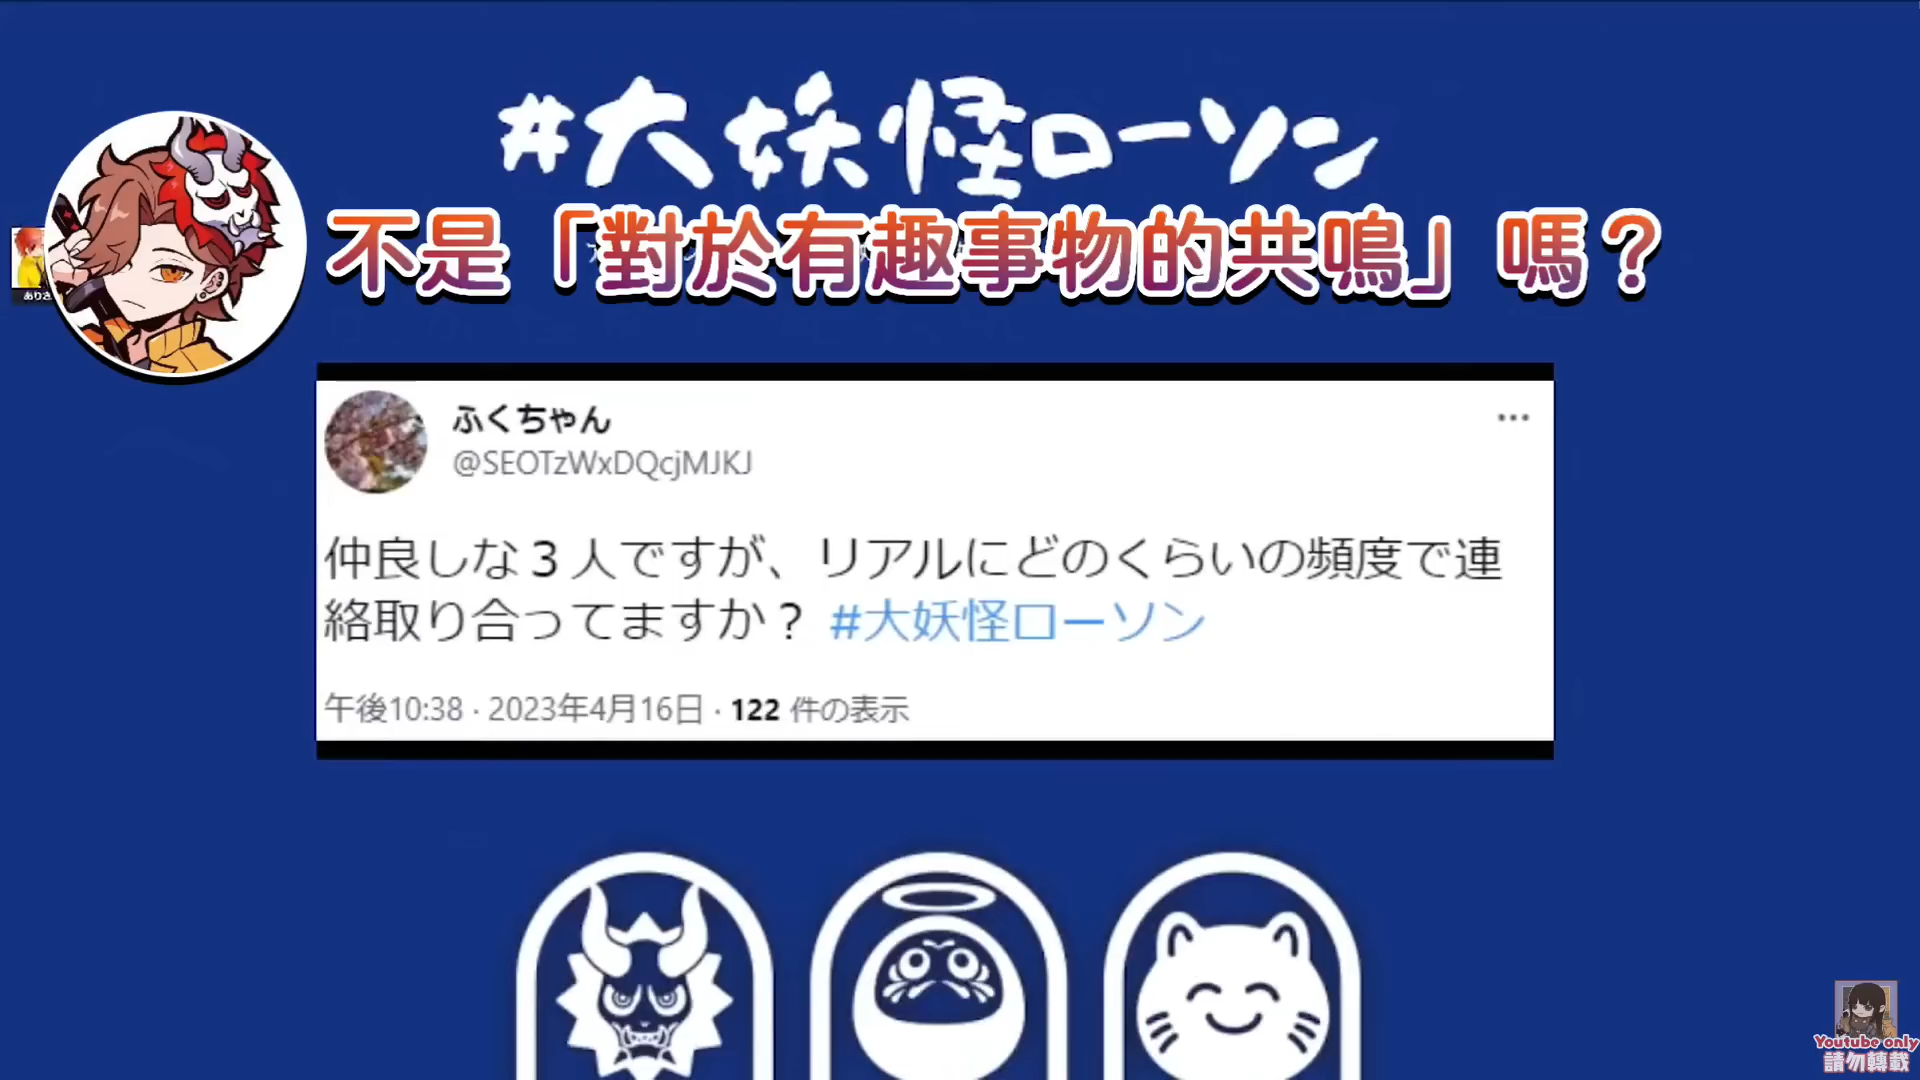 #大妖怪ローソン
不是「對於有趣事物的共鳴」嗎？
ありさ
ふくちゃん
@SEOTzWxDQcjMJKJ
仲良しな３人ですが、リアルにどのくらいの頻度で連
絡取り合ってますか？ #大妖怪ローソン
午後10:38 · 2023年4月16日 · 122 件の表示
Youtube only
請勿轉載